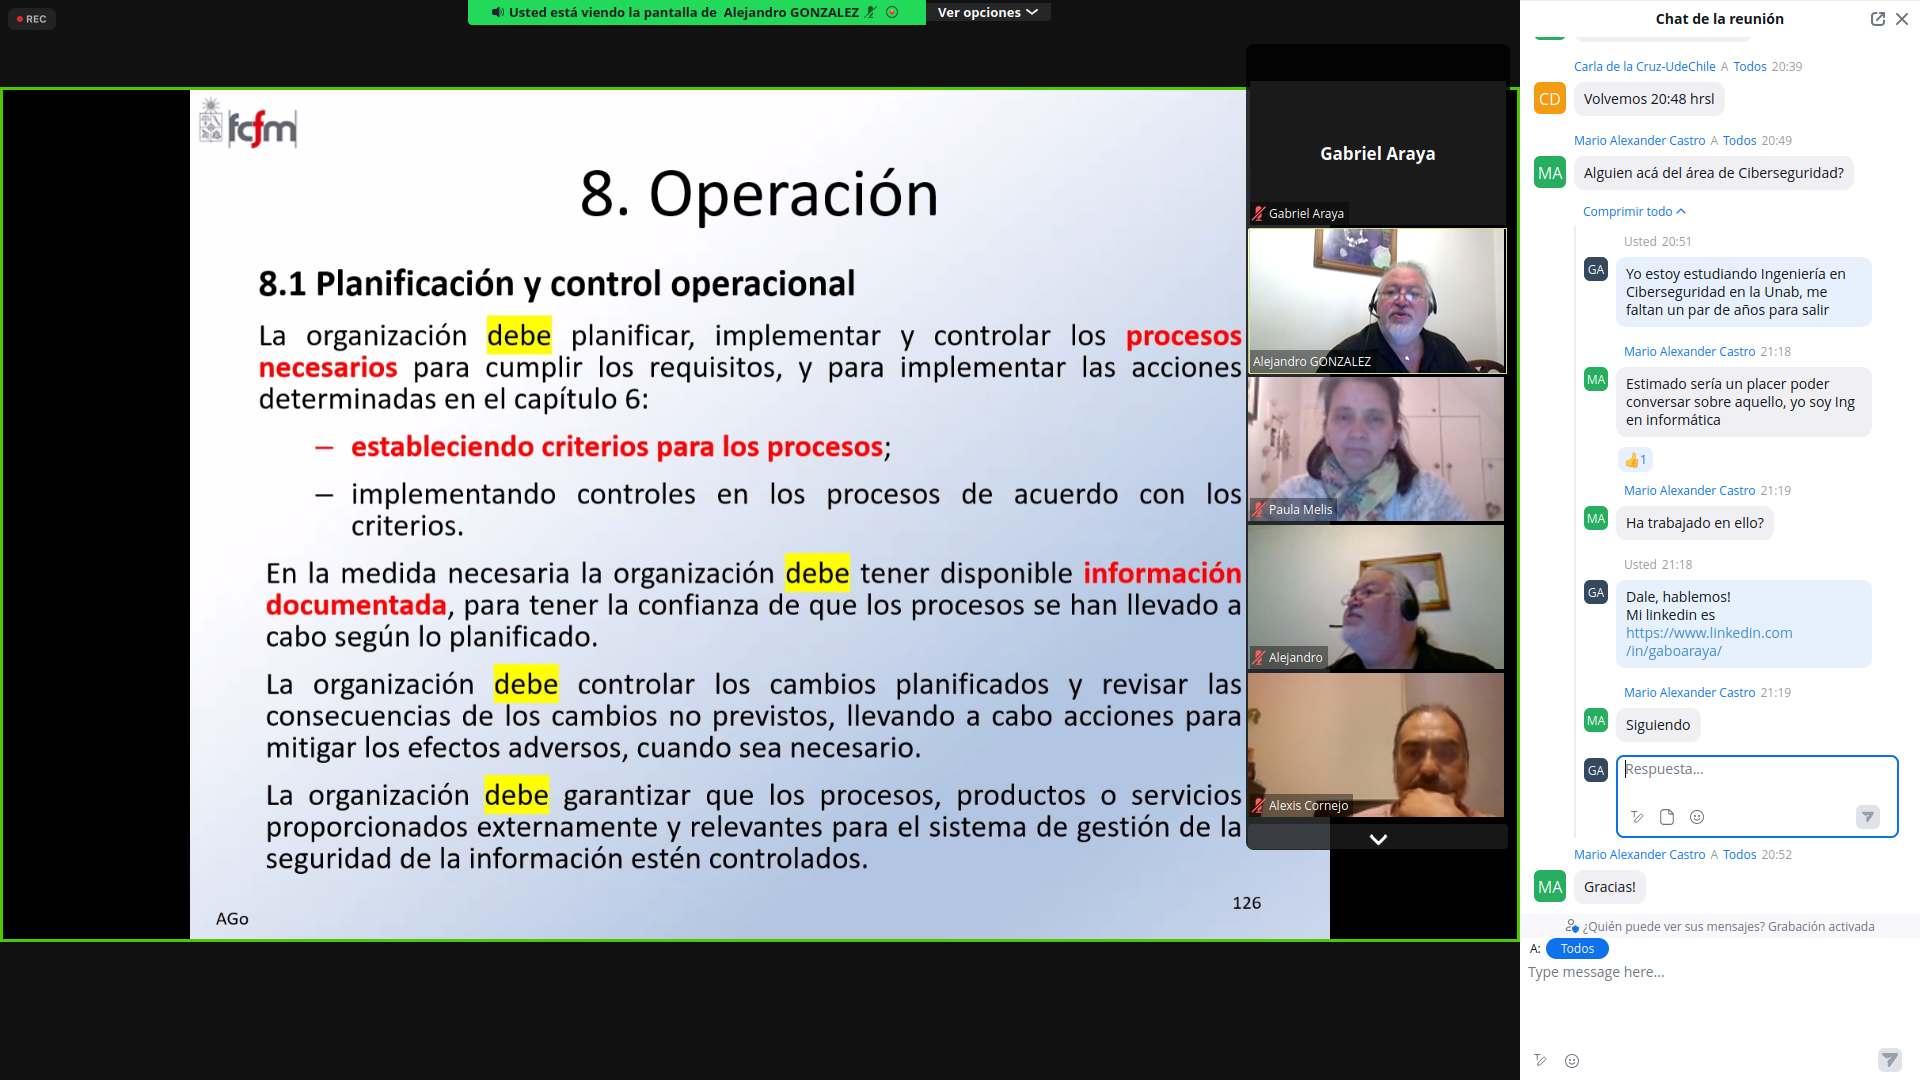 REC
Usted está viendo la pantalla de Alejandro GONZALEZ
Ver opciones
fcfm
8. Operación
8.1 Planificación y control operacional
La organización debe planificar, implementar y controlar los procesos
necesarios para cumplir los requisitos, y para implementar las acciones
determinadas en el capítulo 6:
– estableciendo criterios para los procesos;
– implementando controles en los procesos de acuerdo con los
criterios.
En la medida necesaria la organización debe tener disponible información
documentada, para tener la confianza de que los procesos se han llevado a
cabo según lo planificado.
La organización debe controlar los cambios planificados y revisar las
consecuencias de los cambios no previstos, llevando a cabo acciones para
mitigar los efectos adversos, cuando sea necesario.
La organización debe garantizar que los procesos, productos o servicios
proporcionados externamente y relevantes para el sistema de gestión de la
seguridad de la información estén controlados.
AGo
126
Gabriel Araya
Gabriel Araya
Alejandro GONZALEZ
Paula Melis
Alejandro
Alexis Cornejo
Chat de la reunión
Carla de la Cruz-UdeChile A Todos 20:39
CD
Volvemos 20:48 hrsl
Mario Alexander Castro A Todos 20:49
MA
Alguien acá del área de Ciberseguridad?
Comprimir todo
Usted 20:51
GA
Yo estoy estudiando Ingeniería en
Ciberseguridad en la Unab, me
faltan un par de años para salir
Mario Alexander Castro 21:18
MA
Estimado sería un placer poder
conversar sobre aquello, yo soy Ing
en informática
👍1
Mario Alexander Castro 21:19
MA
Ha trabajado en ello?
Usted 21:18
GA
Dale, hablemos!
Mi linkedin es
https://www.linkedin.com
/in/gaboaraya/
Mario Alexander Castro 21:19
MA
Siguiendo
GA
Respuesta...
Mario Alexander Castro A Todos 20:52
MA
Gracias!
¿Quién puede ver sus mensajes? Grabación activada
A: Todos
Type message here...